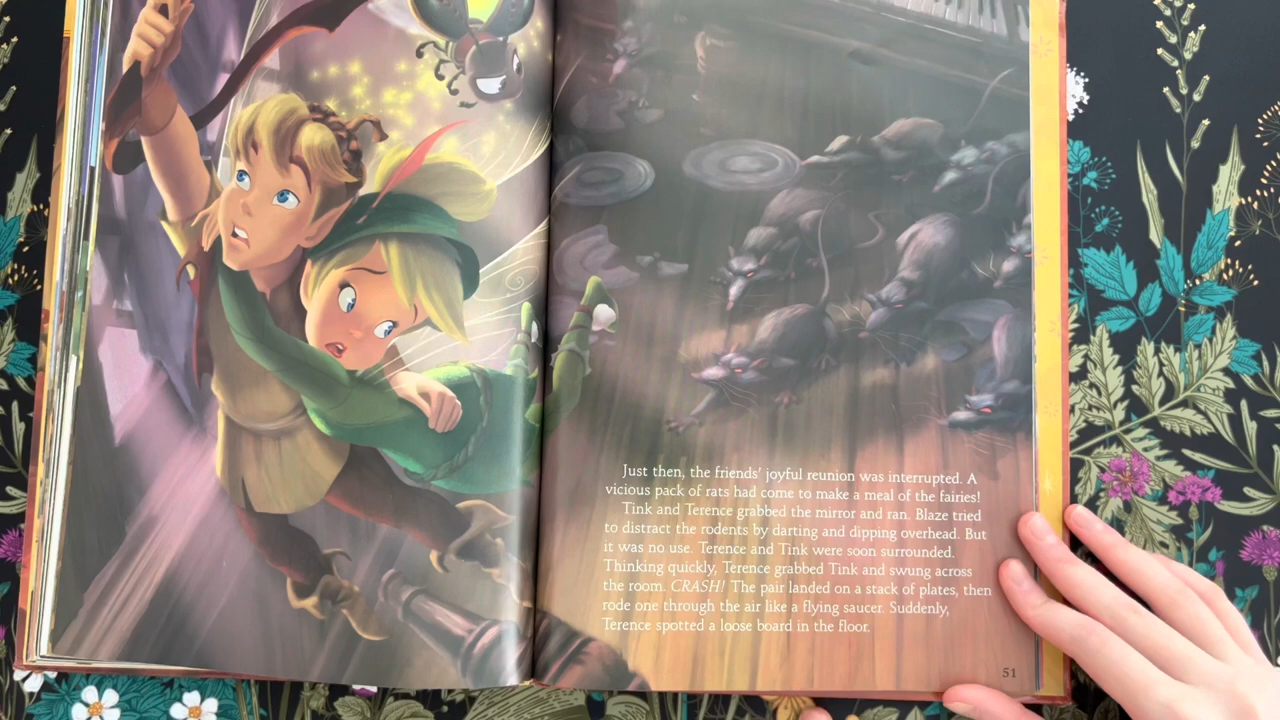 Just then, the friends' joyful reunion was interrupted. A
vicious pack of rats had come to make a meal of the fairies!
Tink and Terence grabbed the mirror and ran. Blaze tried
to distract the rodents by darting and dipping overhead. But
it was no use. Terence and Tink were soon surrounded.
Thinking quickly, Terence grabbed Tink and swung across
the room. CRASH! The pair landed on a stack of plates, then
rode one through the air like a flying saucer. Suddenly,
Terence spotted a loose board in the floor.
51